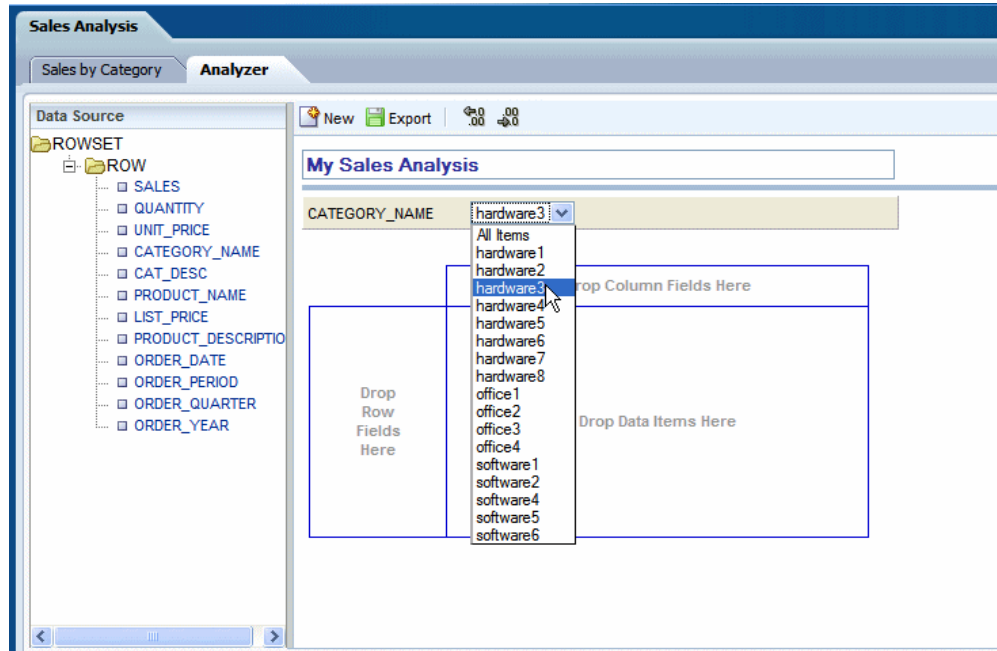 Sales Analysis
Sales by Category
Analyzer
Data Source
New
Export
ROWSET
ROW
SALES
QUANTITY
UNIT_PRICE
CATEGORY_NAME
CAT_DESC
PRODUCT_NAME
LIST_PRICE
PRODUCT_DESCRIPTIO
ORDER_DATE
ORDER_PERIOD
ORDER_QUARTER
ORDER_YEAR
My Sales Analysis
CATEGORY_NAME
hardware3
All Items
hardware1
hardware2
hardware3
hardware4
hardware5
hardware6
hardware7
hardware8
office1
office2
office3
office4
software1
software2
software4
software5
software6
rop Column Fields Here
Drop
Row
Fields
Here
Drop Data Items Here